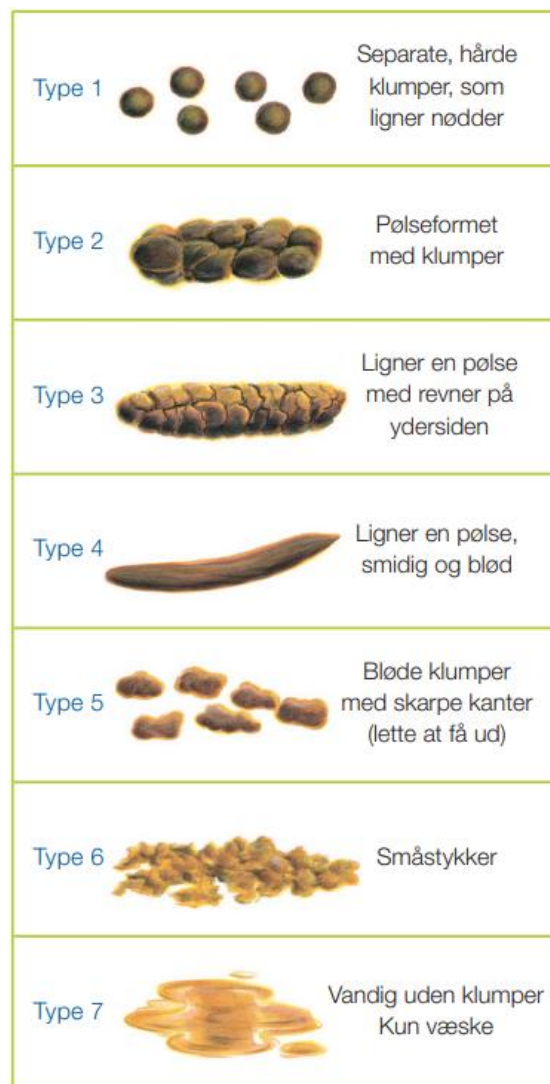 Type 1
Separate, hårde
klumper, som
ligner nødder
Type 2
Pølseformet
med klumper
Type 3
Ligner en pølse
med revner på
ydersiden
Type 4
Ligner en pølse,
smidig og blød
Type 5
Bløde klumper
med skarpe kanter
(lette at få ud)
Type 6
Småstykker
Type 7
Vandig uden klumper
Kun væske